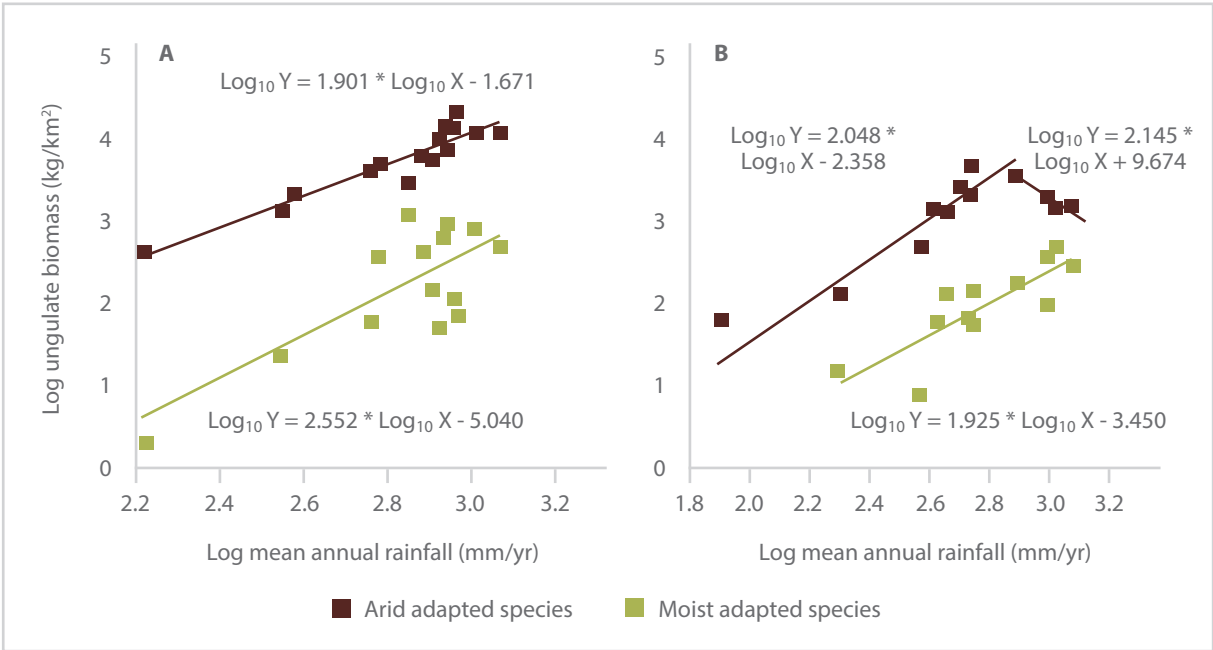 A
Log₁₀ Y = 1.901 * Log₁₀ X - 1.671
Log₁₀ Y = 2.552 * Log₁₀ X - 5.040
Log ungulate biomass (kg/km²)
5
4
3
2
1
0
2.2 2.4 2.6 2.8 3.0 3.2
Log mean annual rainfall (mm/yr)
B
Log₁₀ Y = 2.048 *
Log₁₀ X - 2.358
Log₁₀ Y = 2.145 *
Log₁₀ X + 9.674
Log₁₀ Y = 1.925 * Log₁₀ X - 3.450
5
4
3
2
1
0
1.8 2.0 2.2 2.4 2.6 2.8 3.0 3.2
Log mean annual rainfall (mm/yr)
Arid adapted species
Moist adapted species